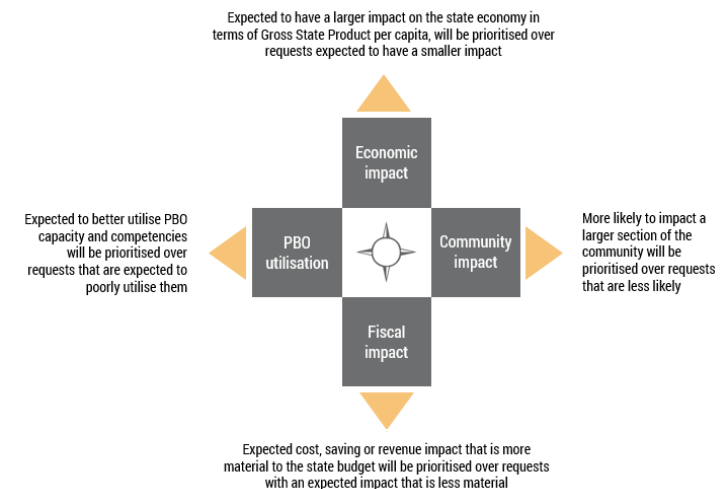 Expected to have a larger impact on the state economy in
terms of Gross State Product per capita, will be prioritised over
requests expected to have a smaller impact
Economic
impact
Expected to better utilise PBO
capacity and competencies
will be prioritised over
requests that are expected to
poorly utilise them
PBO
utilisation
Community
impact
More likely to impact a
larger section of the
community will be
prioritised over requests
that are less likely
Fiscal
impact
Expected cost, saving or revenue impact that is more
material to the state budget will be prioritised over requests
with an expected impact that is less material